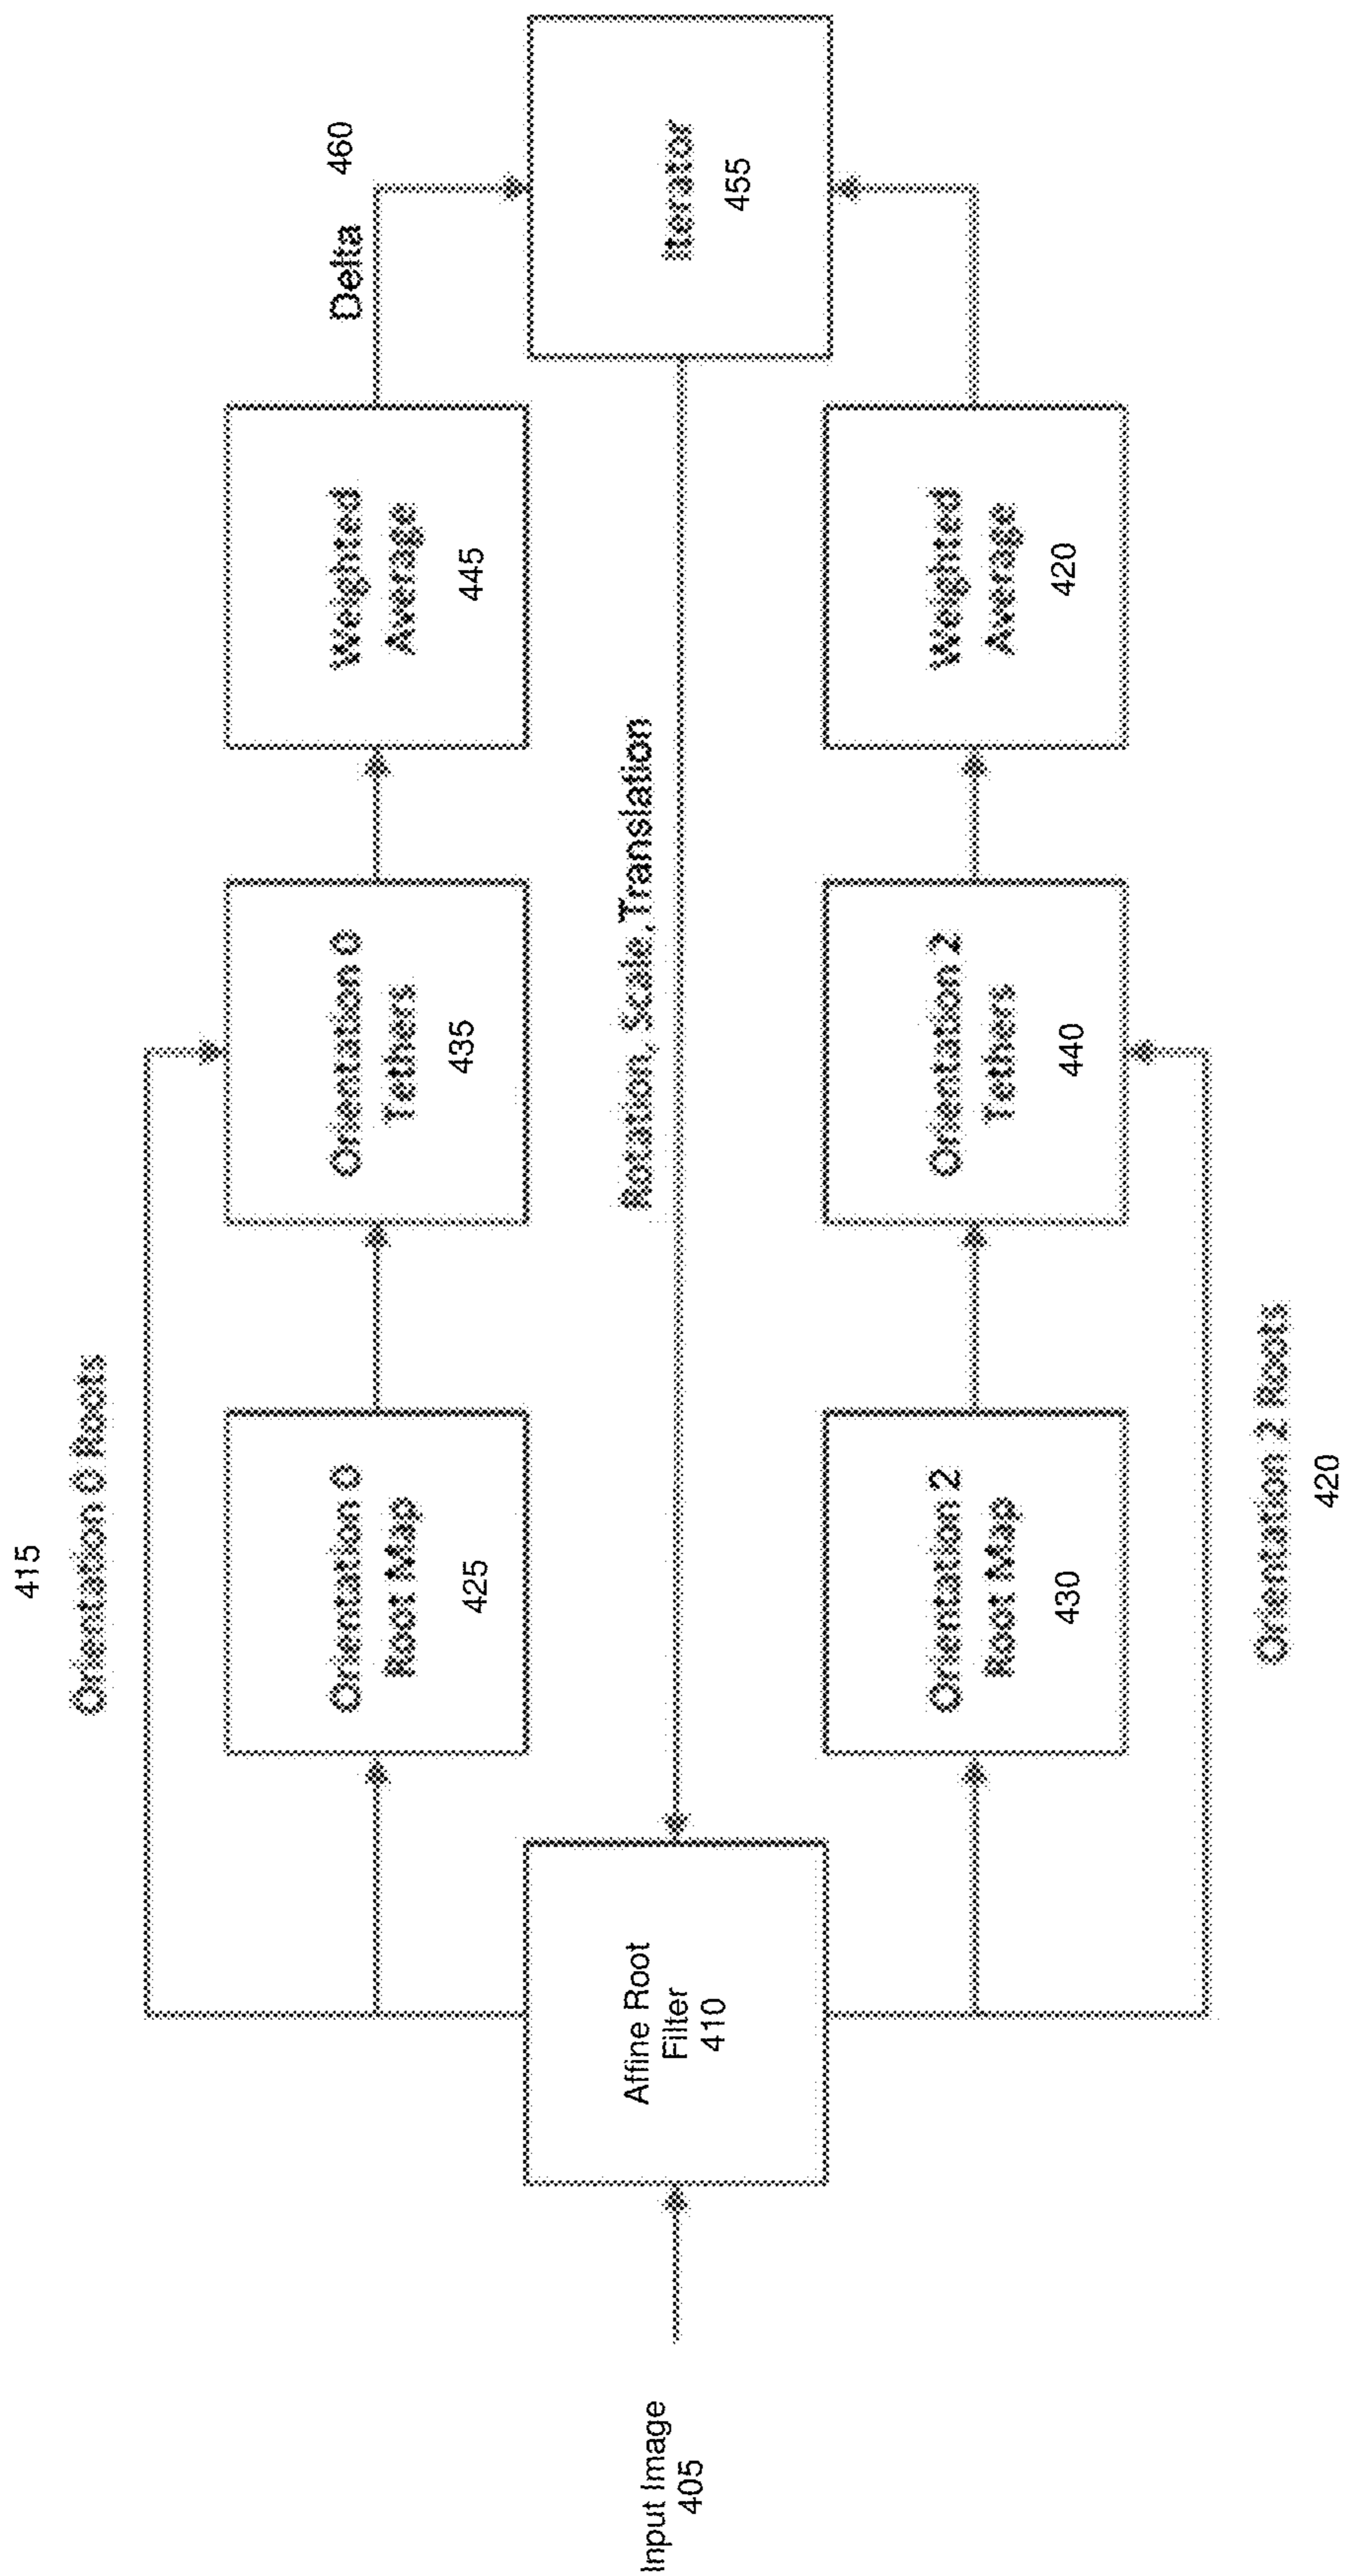 415
Orientation 0 Roots
Orientation 0
Root Map
425
Orientation 0
Tethers
435
Weighted
Average
445
Delta
460
Input Image
405
Affine Root
Filter
410
Rotation, Scale,Translation
Iterator
455
Orientation 2
Root Map
430
Orientation 2
Tethers
440
Weighted
Average
420
Orientation 2 Roots
420